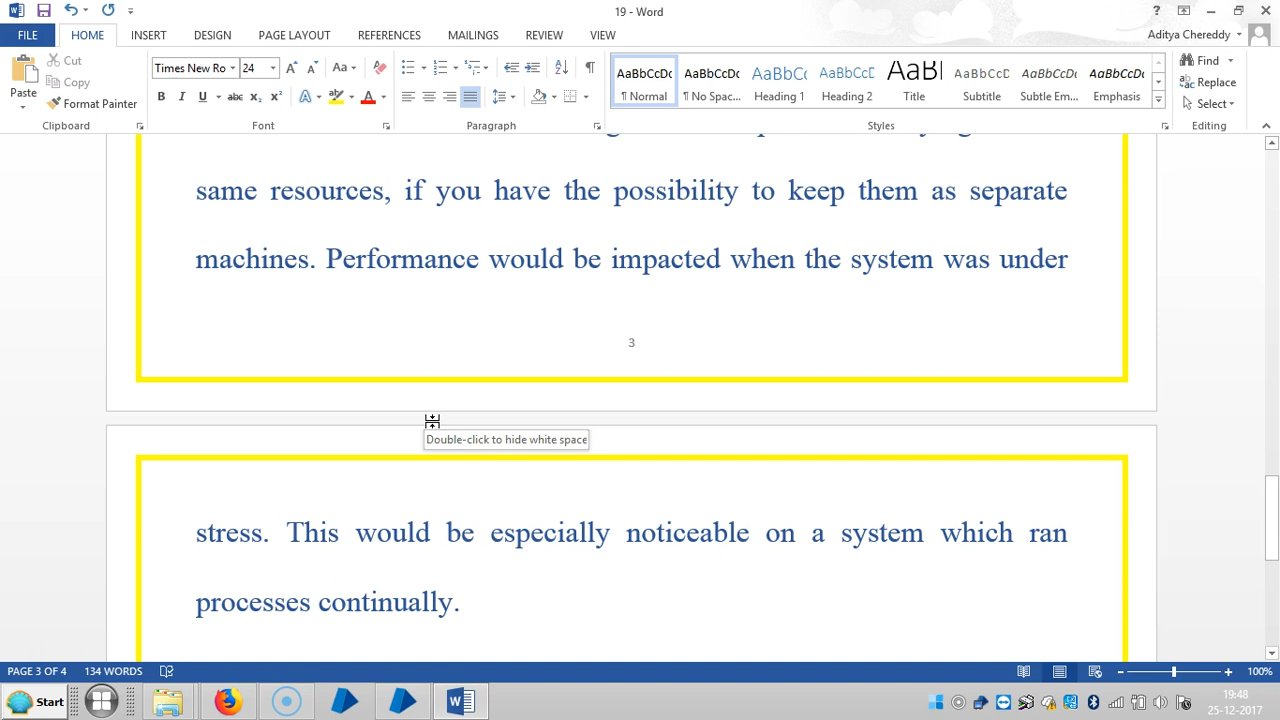 19 - Word
FILE HOME INSERT DESIGN PAGE LAYOUT REFERENCES MAILINGS REVIEW VIEW Aditya Chereddy
Paste Cut Copy Format Painter
Times New Ro 24
AaBbCcDc AaBbCcDc AaBbCc AaBbCcD AaBl AaBbCcD AaBbCcDc AaBbCcDc
¶ Normal ¶ No Spac... Heading 1 Heading 2 Title Subtitle Subtle Em... Emphasis
Find Replace Select
Clipboard Font Paragraph Styles Editing
same resources, if you have the possibility to keep them as separate
machines. Performance would be impacted when the system was under
3
Double-click to hide white space
stress. This would be especially noticeable on a system which ran
processes continually.
PAGE 3 OF 4 134 WORDS 100%
Start 19:48
25-12-2017